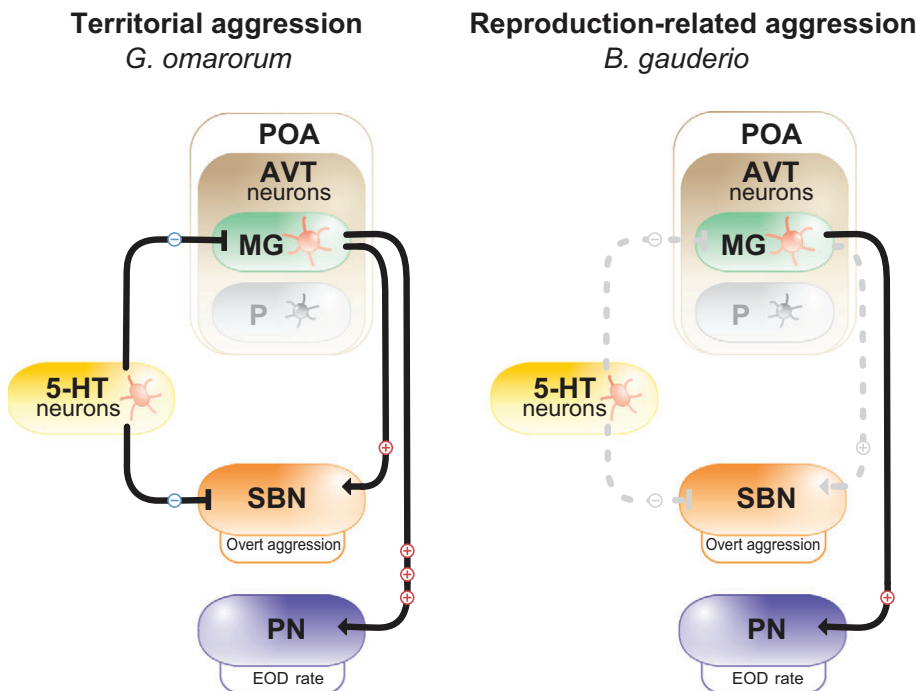 Territorial aggression
G. omarorum
POA
AVT
neurons
MG
P
5-HT
neurons
SBN
Overt aggression
PN
EOD rate
Reproduction-related aggression
B. gauderio
POA
AVT
neurons
MG
P
5-HT
neurons
SBN
Overt aggression
PN
EOD rate